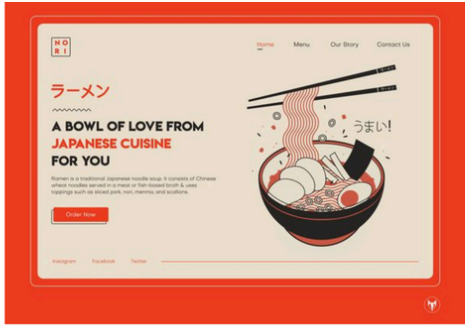 NO
RI
Home Menu Our Story Contact Us
ラーメン
うまい!
A BOWL OF LOVE FROM
JAPANESE CUISINE
FOR YOU
Ramen is a traditional Japanese noodle soup. It consists of Chinese
wheat noodles served in a meat or fish-based broth & uses
toppings such as sliced pork, nori, menma, and scallions.
Order Now
Instagram Facebook Twitter